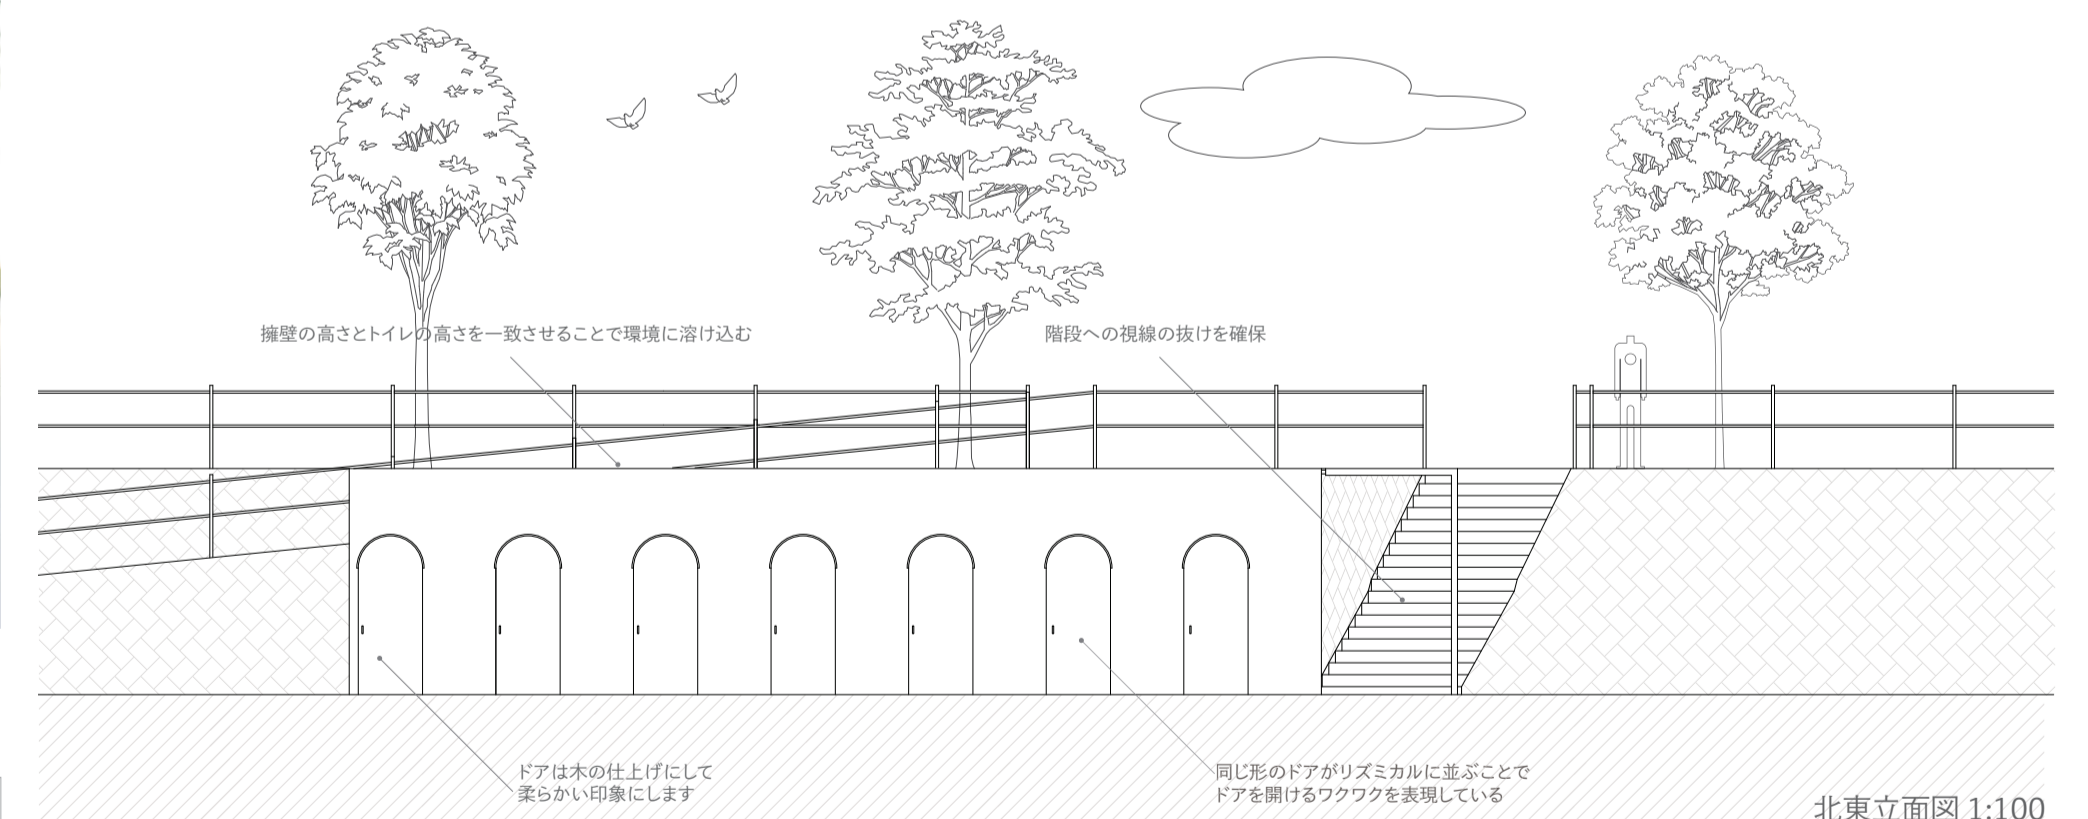 擁壁の高さとトイレの高さを一致させることで環境に溶け込む
階段への視線の抜けを確保
ドアは木の仕上げにして
柔らかい印象にします
同じ形のドアがリズミカルに並ぶことで
ドアを開けるワクワクを表現している
北東立面図 1:100